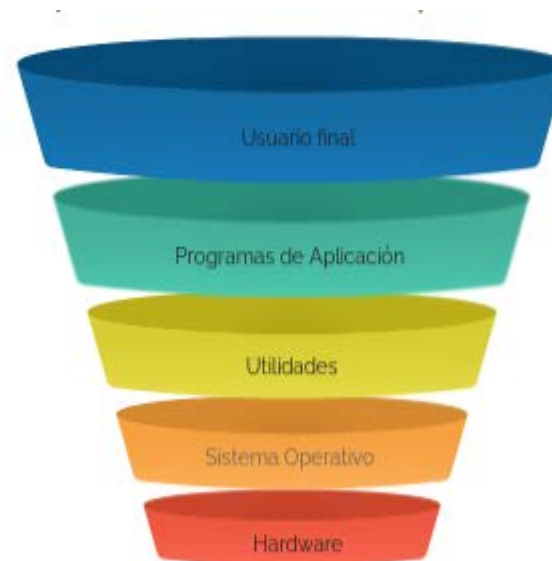 Usuario final
Programas de Aplicación
Utilidades
Sistema Operativo
Hardware